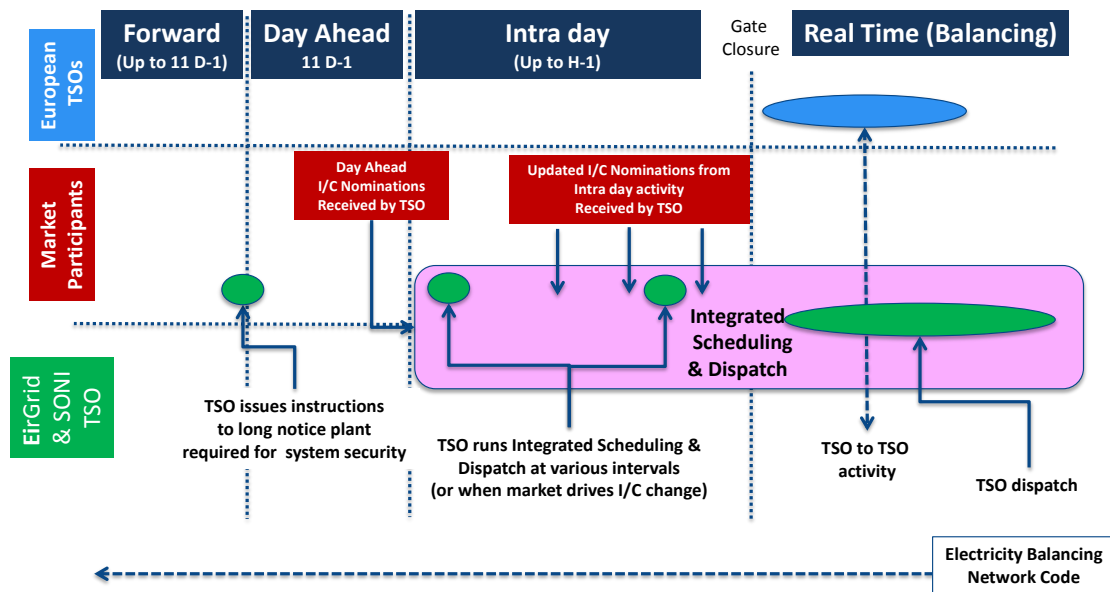 Forward
(Up to 11 D-1)
Day Ahead
11 D-1
Intra day
(Up to H-1)
Gate
Closure
Real Time (Balancing)
European
TSOs
Day Ahead
I/C Nominations
Received by TSO
Updated I/C Nominations from
Intra day activity
Received by TSO
Market
Participants
Integrated
Scheduling
& Dispatch
EirGrid
& SONI
TSO
TSO issues instructions
to long notice plant
required for system security
TSO runs Integrated Scheduling &
Dispatch at various intervals
(or when market drives I/C change)
TSO to TSO
activity
TSO dispatch
Electricity Balancing
Network Code